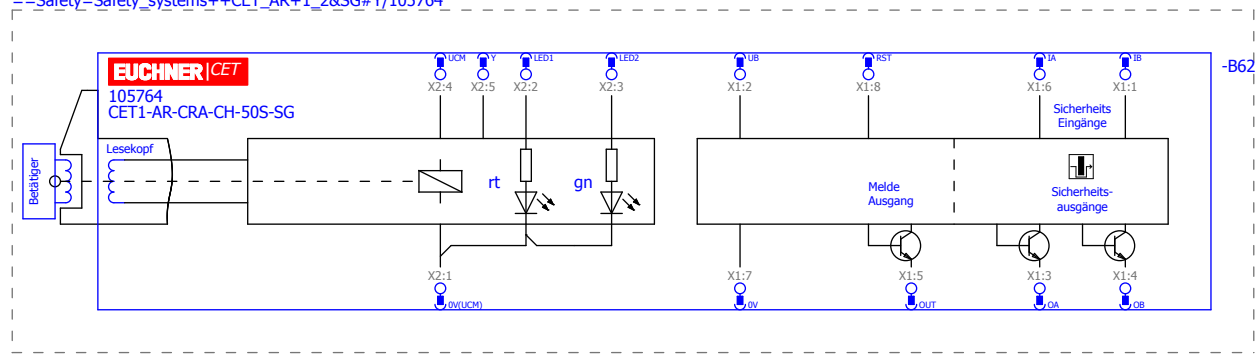 ==Safety=Safety_systems++CET_AR+1_2&SG#Y/105764
UCM Y LED1 LED2 UB RST IA IB
-B62
EUCHNER|CET
X2:4 X2:5 X2:2 X2:3 X1:2 X1:8 X1:6 X1:1
105764
CET1-AR-CRA-CH-50S-SG
Sicherheits
Eingänge
Lesekopf
Betätiger
rt gn
Melde
Ausgang
Sicherheits-
ausgänge
X2:1 X1:7 X1:5 X1:3 X1:4
0V(UCM) 0V OUT OA OB